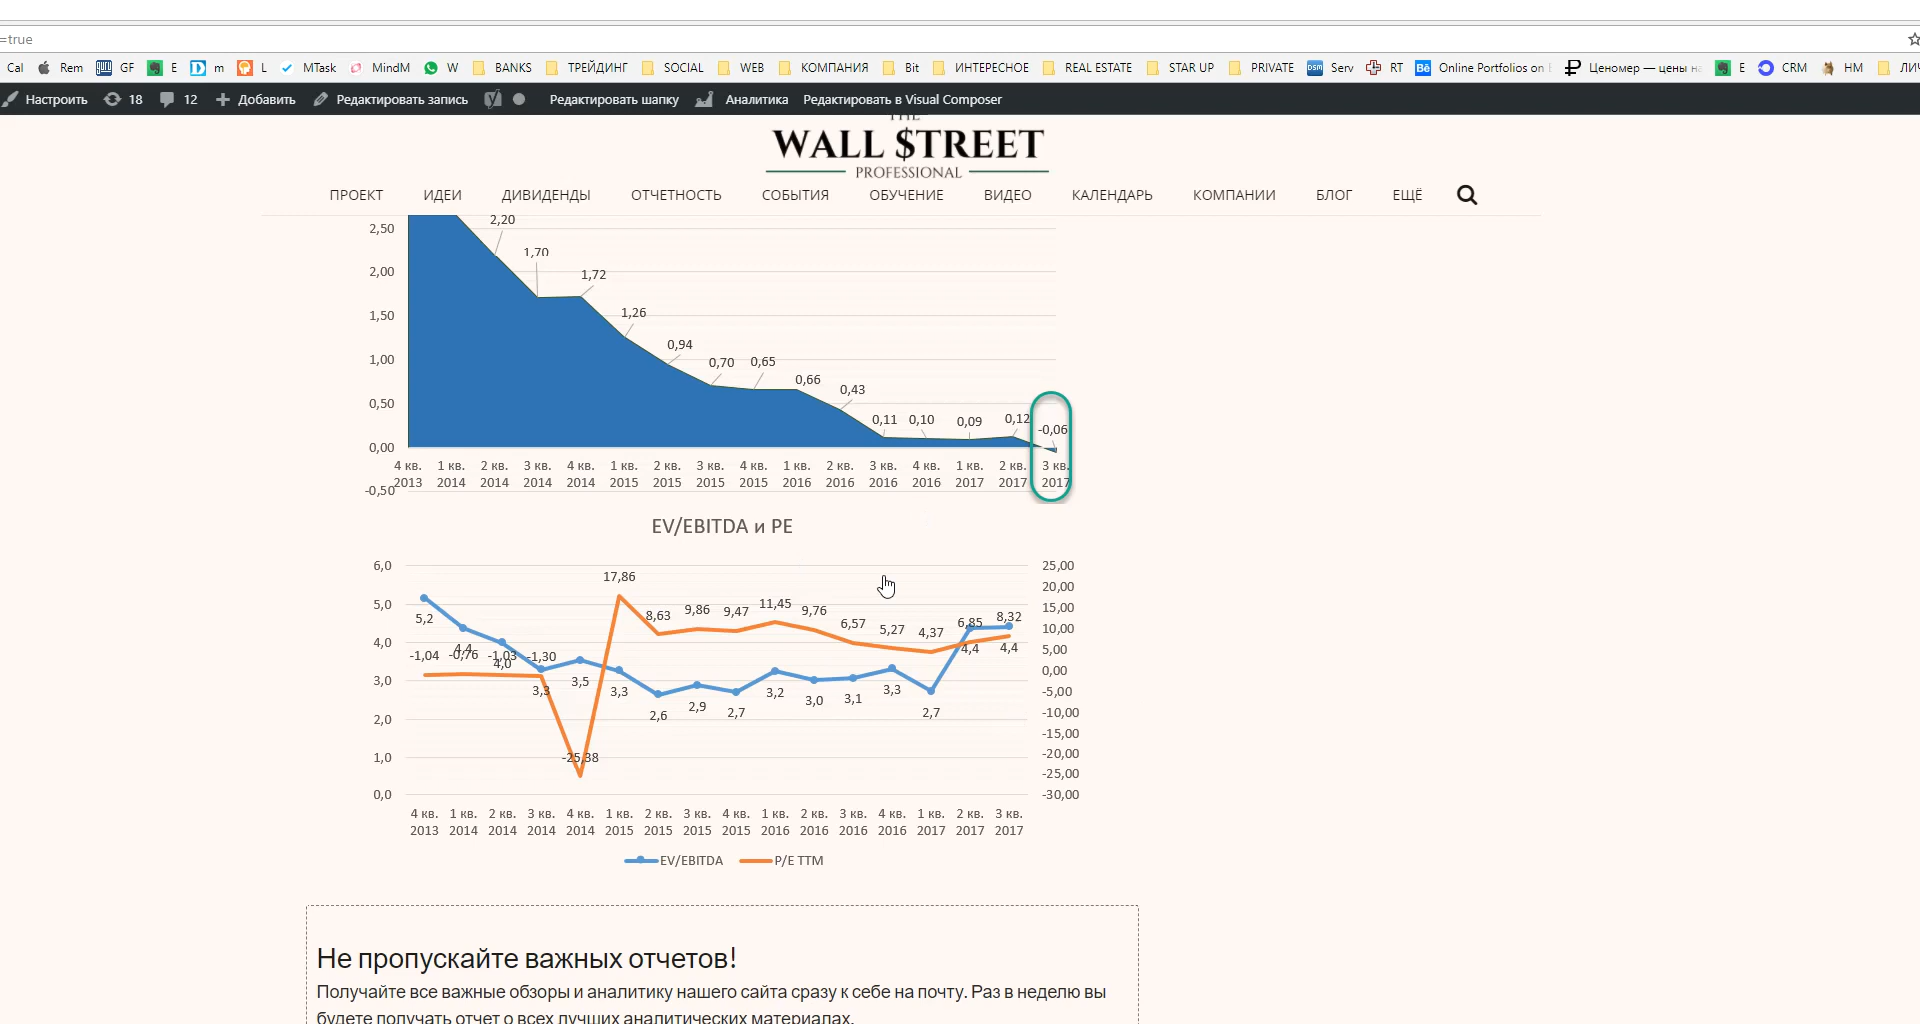 =true
Cal Rem GF E m L MTask MindM W BANKS ТРЕЙДИНГ SOCIAL WEB КОМПАНИЯ Bit ИНТЕРЕСНОЕ REAL ESTATE STAR UP PRIVATE Serv RT Online Portfolios on Ценомер — цены E CRM HM
Настроить 18 12 Добавить Редактировать запись Редактировать шапку Аналитика Редактировать в Visual Composer
THE
WALL $TREET
PROFESSIONAL
ПРОЕКТ ИДЕИ ДИВИДЕНДЫ ОТЧЕТНОСТЬ СОБЫТИЯ ОБУЧЕНИЕ ВИДЕО КАЛЕНДАРЬ КОМПАНИИ БЛОГ ЕЩЁ
2,50 2,00 1,50 1,00 0,50 0,00 -0,50
2,20 1,70 1,72 1,26 0,94 0,70 0,65 0,66 0,43 0,11 0,10 0,09 0,12 -0,06
4 кв. 1 кв. 2 кв. 3 кв. 4 кв. 1 кв. 2 кв. 3 кв. 4 кв. 1 кв. 2 кв. 3 кв. 4 кв. 1 кв. 2 кв. 3 кв.
2013 2014 2014 2014 2014 2015 2015 2015 2015 2016 2016 2016 2016 2017 2017 2017
EV/EBITDA и PE
6,0 5,0 4,0 3,0 2,0 1,0 0,0
25,00 20,00 15,00 10,00 5,00 0,00 -5,00 -10,00 -15,00 -20,00 -25,00 -30,00
-1,04 -0,76 -1,03 -1,30 -25,38 17,86 8,63 9,86 9,47 11,45 9,76 6,57 5,27 4,37 6,85 8,32
5,2 4,4 4,0 3,3 3,5 3,3 2,6 2,9 2,7 3,2 3,0 3,1 3,3 2,7 4,4 4,4
4 кв. 1 кв. 2 кв. 3 кв. 4 кв. 1 кв. 2 кв. 3 кв. 4 кв. 1 кв. 2 кв. 3 кв. 4 кв. 1 кв. 2 кв. 3 кв.
2013 2014 2014 2014 2014 2015 2015 2015 2015 2016 2016 2016 2016 2017 2017 2017
EV/EBITDA P/E TTM
Не пропускайте важных отчетов!
Получайте все важные обзоры и аналитику нашего сайта сразу к себе на почту. Раз в неделю вы
будете получать отчет о всех лучших аналитических материалах.